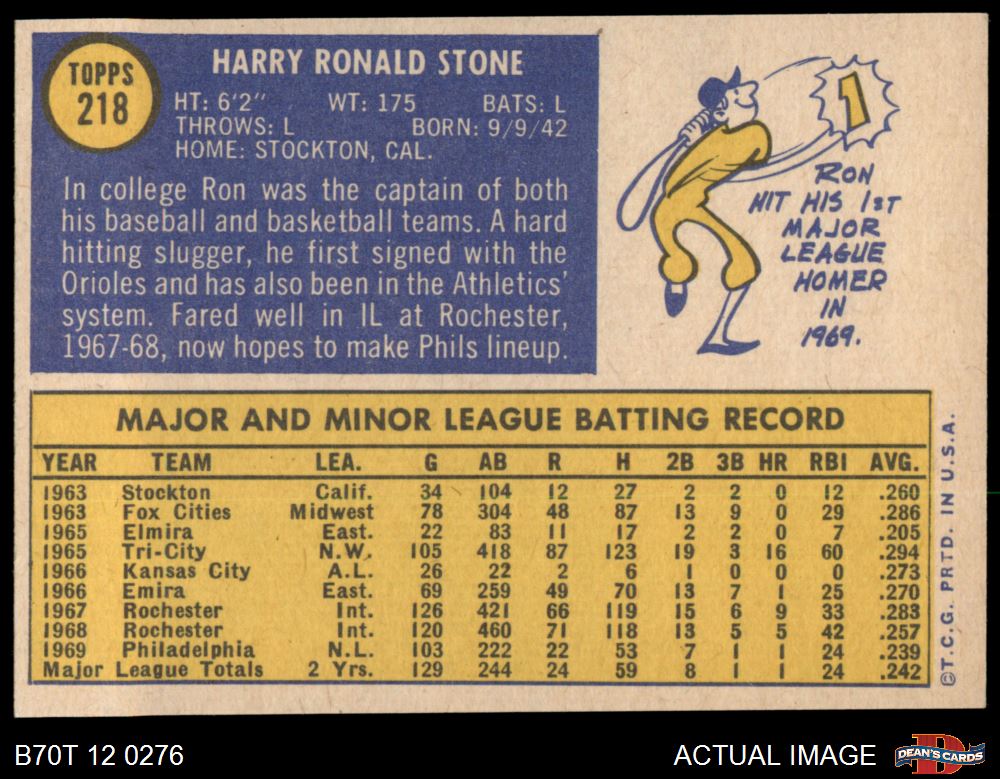 TOPPS
218
HARRY RONALD STONE
HT: 6'2" WT: 175 BATS: L
THROWS: L BORN: 9/9/42
HOME: STOCKTON, CAL.
In college Ron was the captain of both
his baseball and basketball teams. A hard
hitting slugger, he first signed with the
Orioles and has also been in the Athletics'
system. Fared well in IL at Rochester,
1967-68, now hopes to make Phils lineup.
1
RON
HIT HIS 1ST
MAJOR
LEAGUE
HOMER
IN
1969.
MAJOR AND MINOR LEAGUE BATTING RECORD
YEAR TEAM LEA. G AB R H 2B 3B HR RBI AVG.
1963 Stockton Calif. 34 104 12 27 2 2 0 12 .260
1963 Fox Cities Midwest 78 304 48 87 13 9 0 29 .286
1965 Elmira East. 22 83 11 17 2 2 0 7 .205
1965 Tri-City N.W. 105 418 87 123 19 3 16 60 .294
1966 Kansas City A.L. 26 22 2 6 1 0 0 0 .273
1966 Emira East. 69 259 49 70 13 7 1 25 .270
1967 Rochester Int. 126 421 66 119 15 6 9 33 .283
1968 Rochester Int. 120 460 71 118 13 5 5 42 .257
1969 Philadelphia N.L. 103 222 22 53 7 1 1 24 .239
Major League Totals 2 Yrs. 129 244 24 59 8 1 1 24 .242
©T.C.G. PRTD. IN U.S.A.
B70T 12 0276 ACTUAL IMAGE
D
DEAN'S CARDS